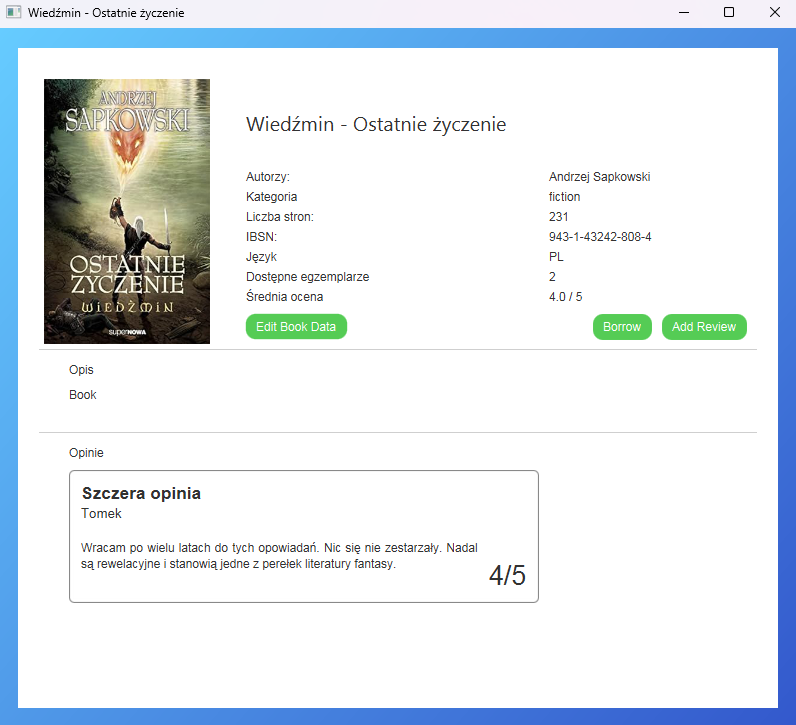 Wiedźmin - Ostatnie życzenie
ANDRZEJ
SAPKOWSKI
OSTATNIE
ŻYCZENIE
WIEDŹMIN
superNOWA
Wiedźmin - Ostatnie życzenie
Autorzy: Andrzej Sapkowski
Kategoria fiction
Liczba stron: 231
IBSN: 943-1-43242-808-4
Język PL
Dostępne egzemplarze 2
Średnia ocena 4.0 / 5
Edit Book Data Borrow Add Review
Opis
Book
Opinie
Szczera opinia
Tomek
Wracam po wielu latach do tych opowiadań. Nic się nie zestarzały. Nadal
są rewelacyjne i stanowią jedne z perełek literatury fantasy.
4/5